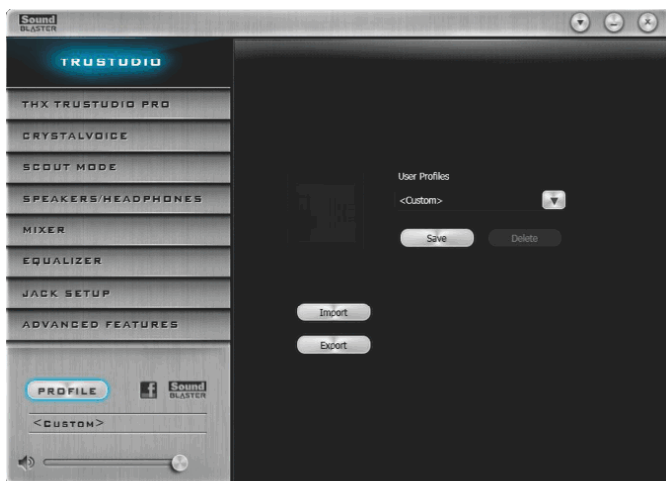 Sound
BLASTER
TRUSTUDIO
THX TRUSTUDIO PRO
CRYSTALVOICE
SCOUT MODE
SPEAKERS/HEADPHONES
MIXER
EQUALIZER
JACK SETUP
ADVANCED FEATURES
PROFILE
f
Sound
BLASTER
<CUSTOM>
User Profiles
<Custom>
Save
Delete
Import
Export